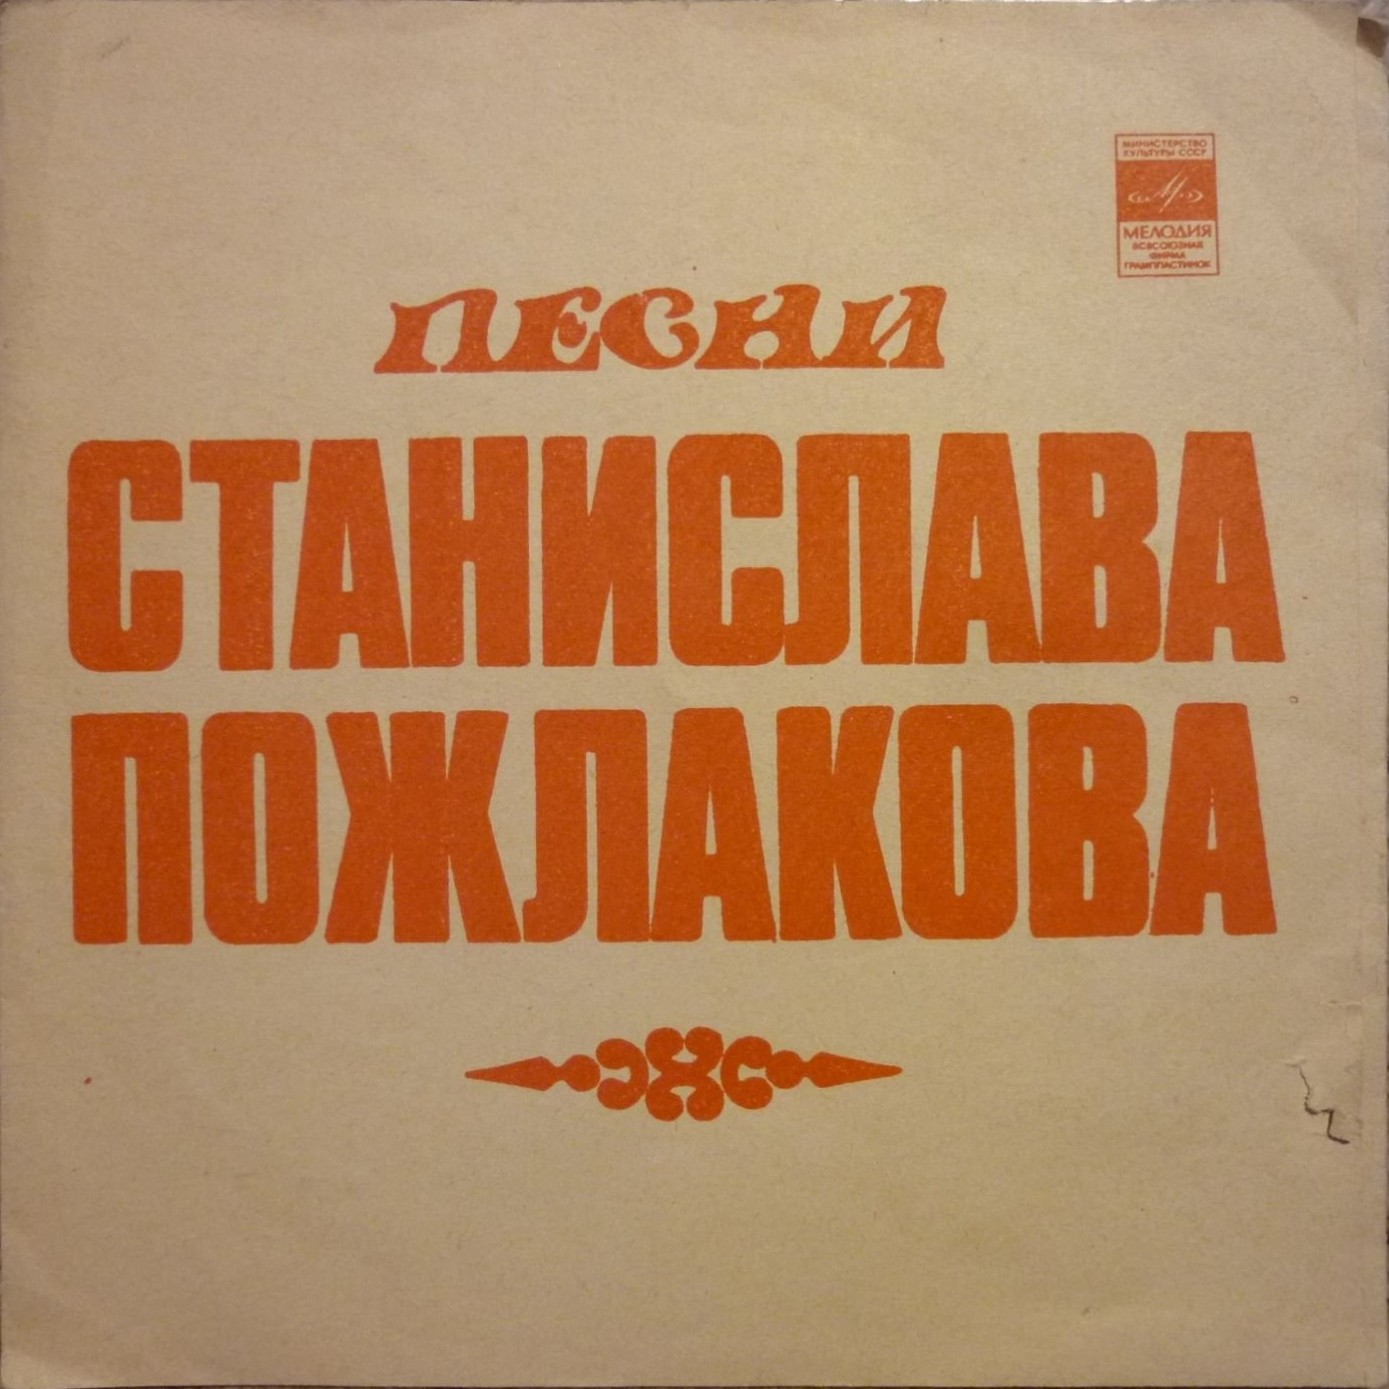 МИНИСТЕРСТВО
КУЛЬТУРЫ СССР
МЕЛОДИЯ
ВСЕСОЮЗНАЯ
ФИРМА
ГРАМПЛАСТИНОК
ПЕСНИ
СТАНИСЛАВА
ПОЖЛАКОВА